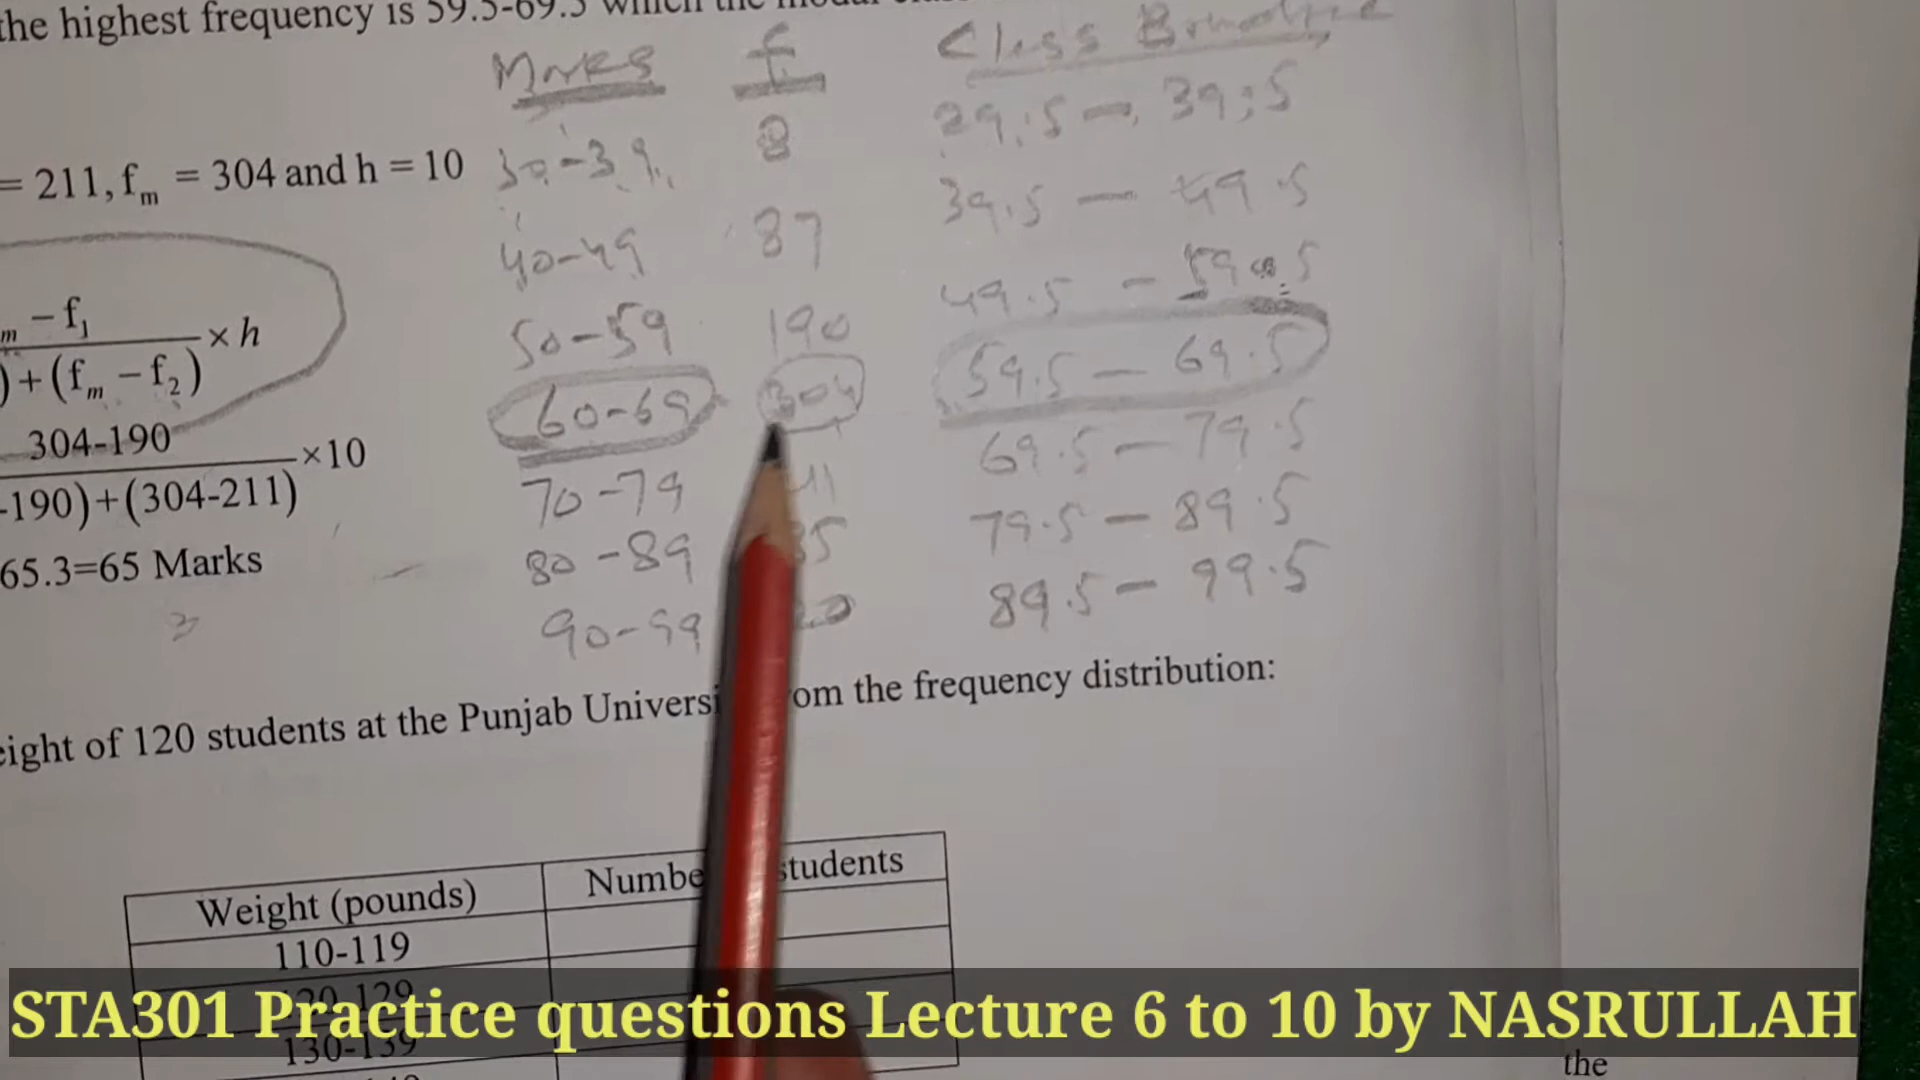 the highest frequency is 59.5-69.5 which the modal class
Marks f Class
30-39 8 29.5 - 39.5
= 211, fm = 304 and h = 10
40-49 87 39.5 - 49.5
50-59 190 49.5 - 59.5
m - f1
) + (fm - f2) × h
60-69 304 59.5 - 69.5
304-190
-190)+(304-211) ×10
70-79 11 69.5 - 79.5
65.3=65 Marks
80-89 85 79.5 - 89.5
90-99 20 89.5 - 99.5
eight of 120 students at the Punjab Universi om the frequency distribution:
Weight (pounds) Numbe students
110-119
120-129
130-139
STA301 Practice questions Lecture 6 to 10 by NASRULLAH
the